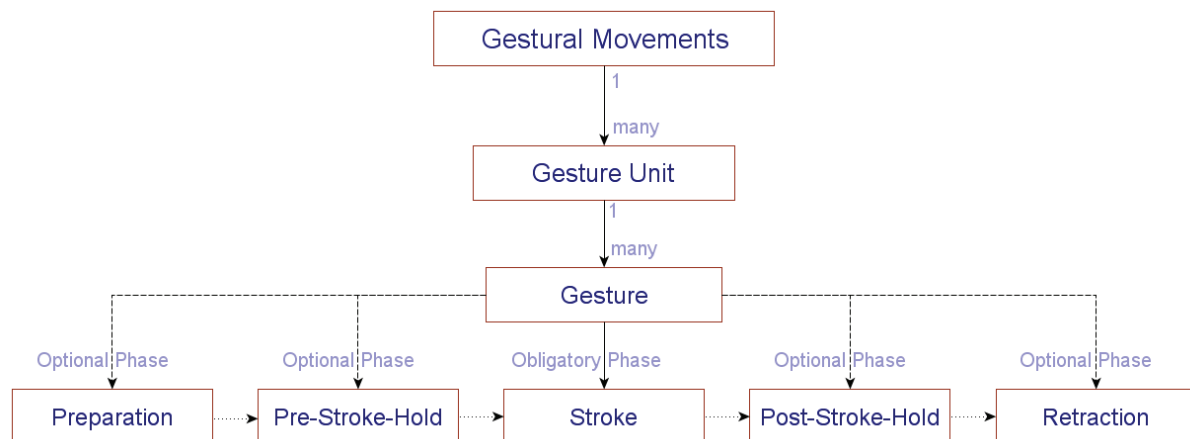 Gestural Movements
1
many
Gesture Unit
1
many
Gesture
Optional Phase
Optional Phase
Obligatory Phase
Optional Phase
Optional Phase
Preparation
Pre-Stroke-Hold
Stroke
Post-Stroke-Hold
Retraction